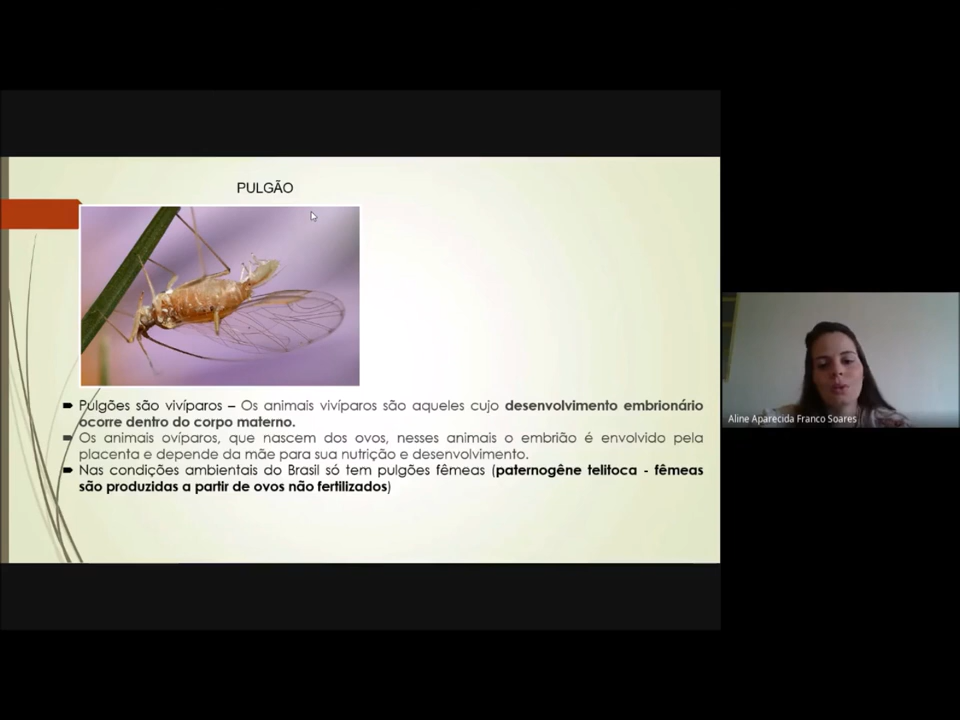 PULGÃO
Pulgões são vivíparos – Os animais vivíparos são aqueles cujo desenvolvimento embrionário
ocorre dentro do corpo materno.
Os animais ovíparos, que nascem dos ovos, nesses animais o embrião é envolvido pela
placenta e depende da mãe para sua nutrição e desenvolvimento.
Nas condições ambientais do Brasil só tem pulgões fêmeas (paternogêne telitoca - fêmeas
são produzidas a partir de ovos não fertilizados)
Aline Aparecida Franco Soares